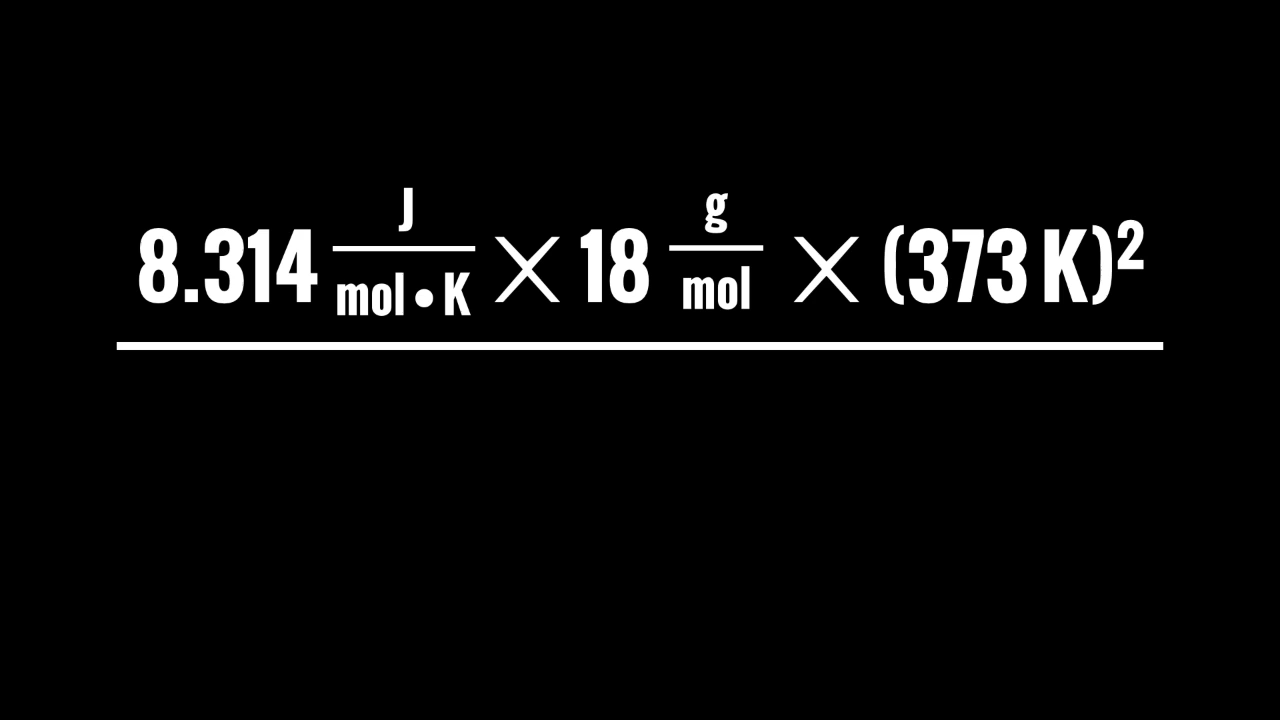 8.314 J/mol•K × 18 g/mol × (373 K)²